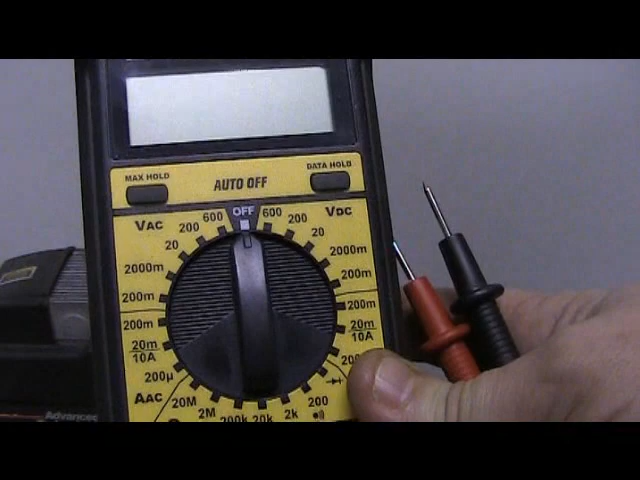 MAX HOLD
AUTO OFF
DATA HOLD
VAC
200
600
OFF
600
200
VDC
20
20
2000m
2000m
200m
200m
200m
200m
20m
10A
20m
10A
200µ
200
AAC
20M
2M
200k
20k
2k
200
Advances